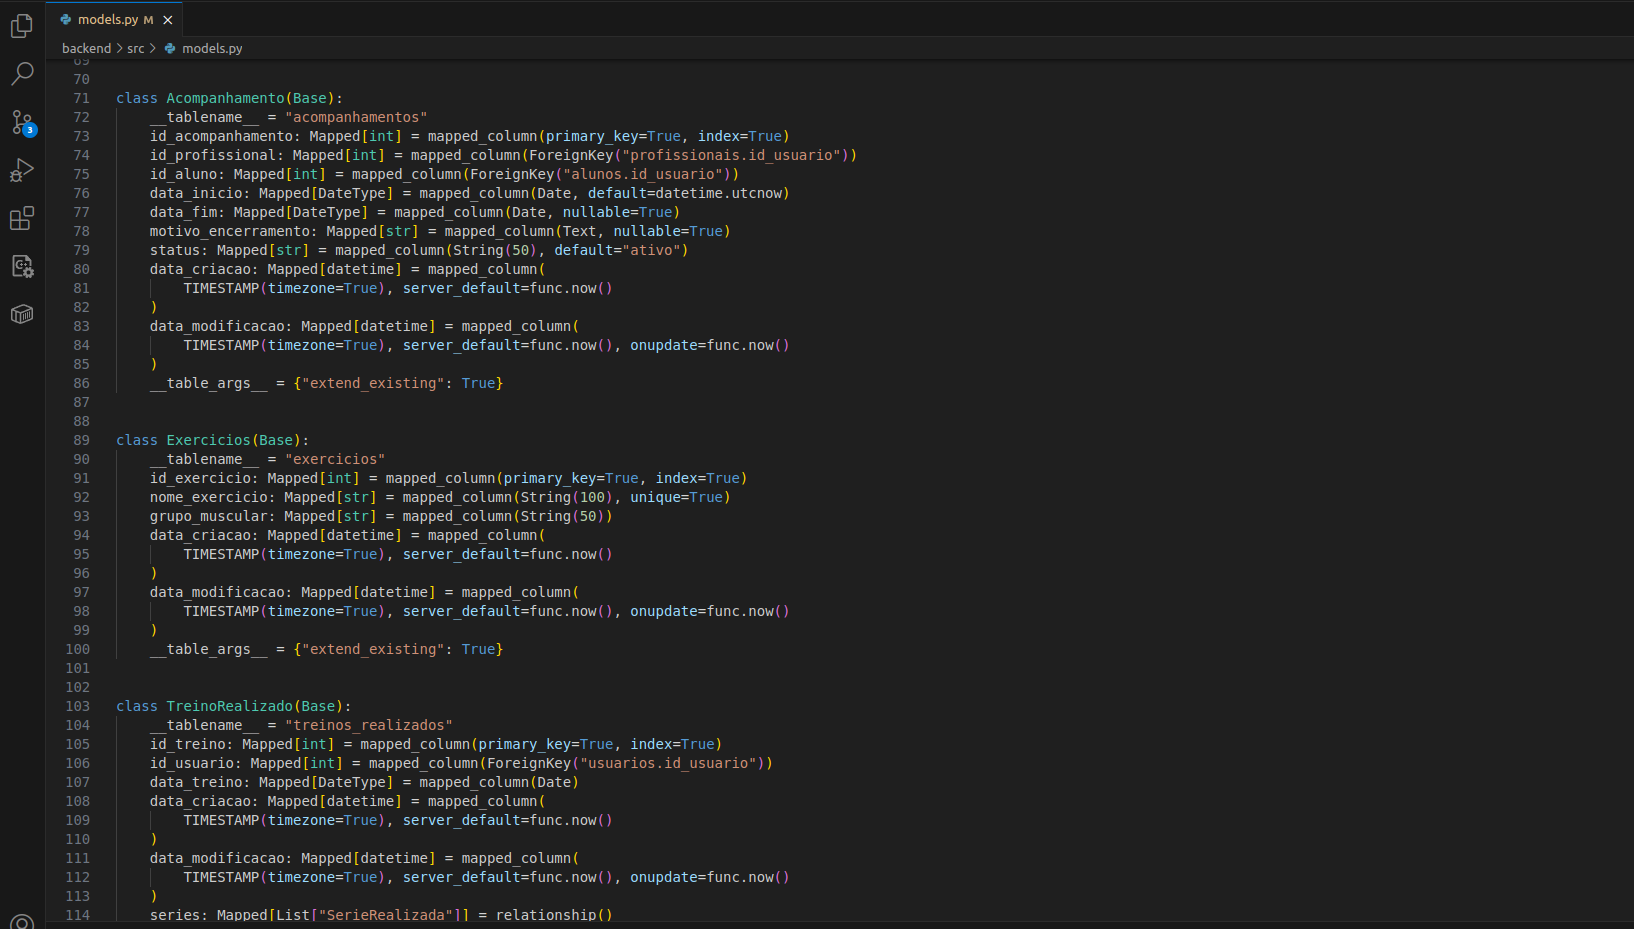 models.py M
backend > src > models.py
3
69
70
71 class Acompanhamento(Base):
72     __tablename__ = "acompanhamentos"
73     id_acompanhamento: Mapped[int] = mapped_column(primary_key=True, index=True)
74     id_profissional: Mapped[int] = mapped_column(ForeignKey("profissionais.id_usuario"))
75     id_aluno: Mapped[int] = mapped_column(ForeignKey("alunos.id_usuario"))
76     data_inicio: Mapped[DateType] = mapped_column(Date, default=datetime.utcnow)
77     data_fim: Mapped[DateType] = mapped_column(Date, nullable=True)
78     motivo_encerramento: Mapped[str] = mapped_column(Text, nullable=True)
79     status: Mapped[str] = mapped_column(String(50), default="ativo")
80     data_criacao: Mapped[datetime] = mapped_column(
81         TIMESTAMP(timezone=True), server_default=func.now()
82     )
83     data_modificacao: Mapped[datetime] = mapped_column(
84         TIMESTAMP(timezone=True), server_default=func.now(), onupdate=func.now()
85     )
86     __table_args__ = {"extend_existing": True}
87
88
89 class Exercicios(Base):
90     __tablename__ = "exercicios"
91     id_exercicio: Mapped[int] = mapped_column(primary_key=True, index=True)
92     nome_exercicio: Mapped[str] = mapped_column(String(100), unique=True)
93     grupo_muscular: Mapped[str] = mapped_column(String(50))
94     data_criacao: Mapped[datetime] = mapped_column(
95         TIMESTAMP(timezone=True), server_default=func.now()
96     )
97     data_modificacao: Mapped[datetime] = mapped_column(
98         TIMESTAMP(timezone=True), server_default=func.now(), onupdate=func.now()
99     )
100     __table_args__ = {"extend_existing": True}
101
102
103 class TreinoRealizado(Base):
104     __tablename__ = "treinos_realizados"
105     id_treino: Mapped[int] = mapped_column(primary_key=True, index=True)
106     id_usuario: Mapped[int] = mapped_column(ForeignKey("usuarios.id_usuario"))
107     data_treino: Mapped[DateType] = mapped_column(Date)
108     data_criacao: Mapped[datetime] = mapped_column(
109         TIMESTAMP(timezone=True), server_default=func.now()
110     )
111     data_modificacao: Mapped[datetime] = mapped_column(
112         TIMESTAMP(timezone=True), server_default=func.now(), onupdate=func.now()
113     )
114     series: Mapped[List["SerieRealizada"]] = relationship()